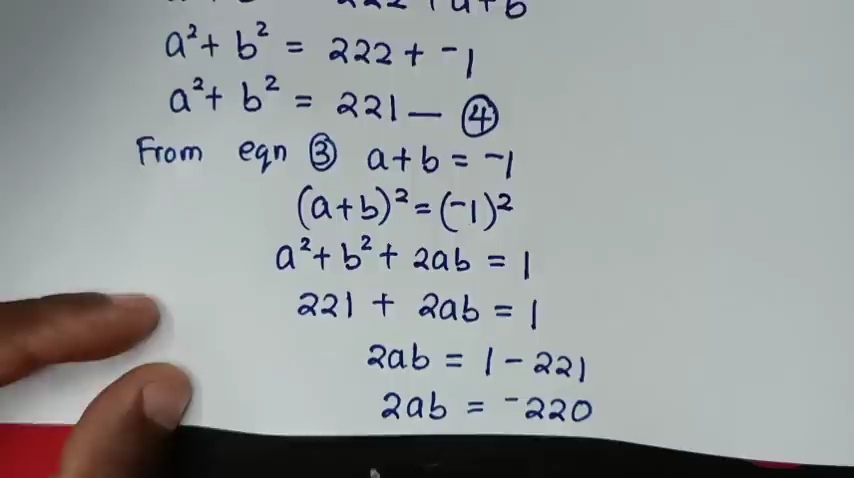 222 + a+b
a² + b² = 222 + ⁻1
a² + b² = 221 — ④
From eqn ③ a + b = ⁻1
(a+b)² = (⁻1)²
a² + b² + 2ab = 1
221 + 2ab = 1
2ab = 1 - 221
2ab = ⁻220